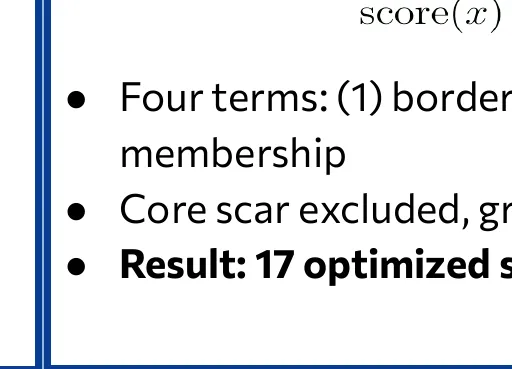 score(x)
● Four terms: (1) border
membership
● Core scar excluded, gr
● Result: 17 optimized s